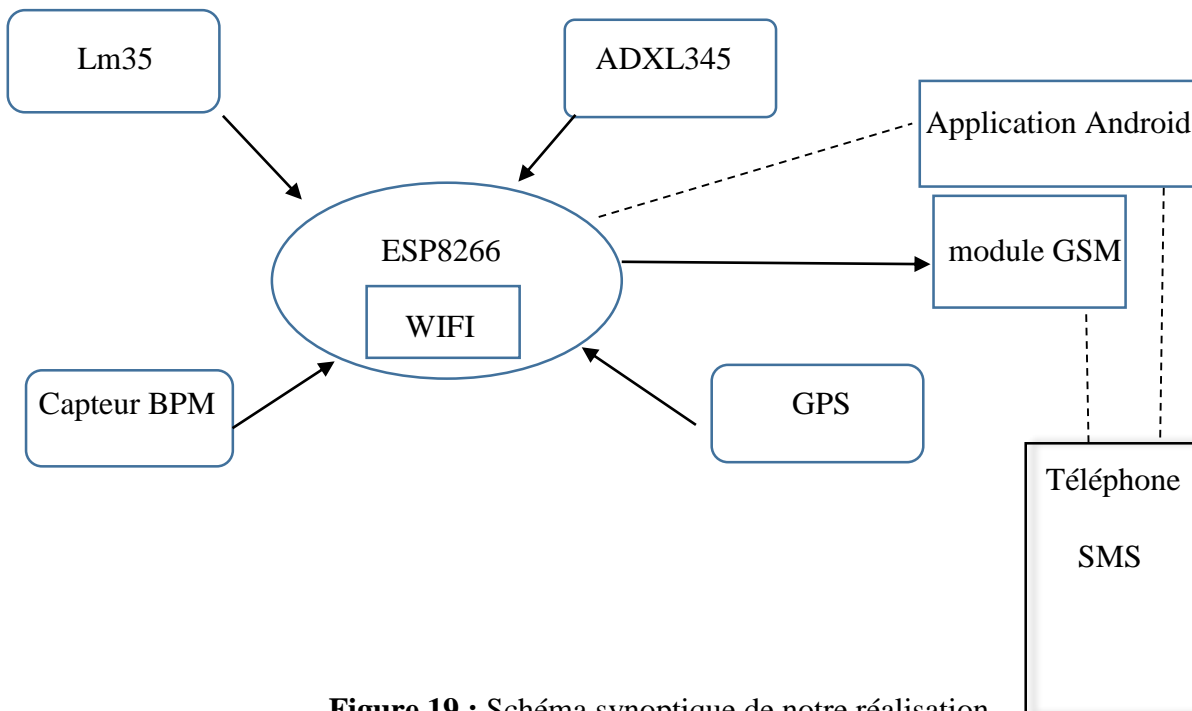 Lm35
ADXL345
Application Android
ESP8266
module GSM
WIFI
Capteur BPM
GPS
Téléphone
SMS
Figure 19 : Schéma synoptique de notre réalisation